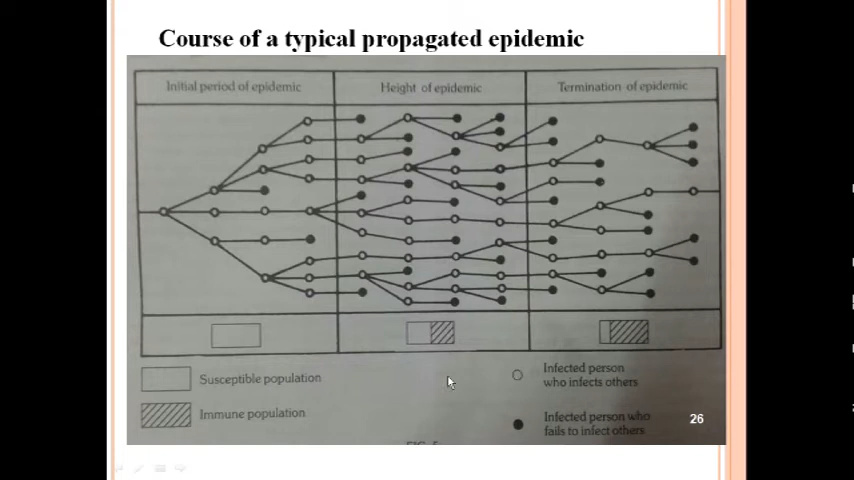 Course of a typical propagated epidemic
Initial period of epidemic
Height of epidemic
Termination of epidemic
Susceptible population
Immune population
Infected person
who infects others
Infected person who
fails to infect others
26